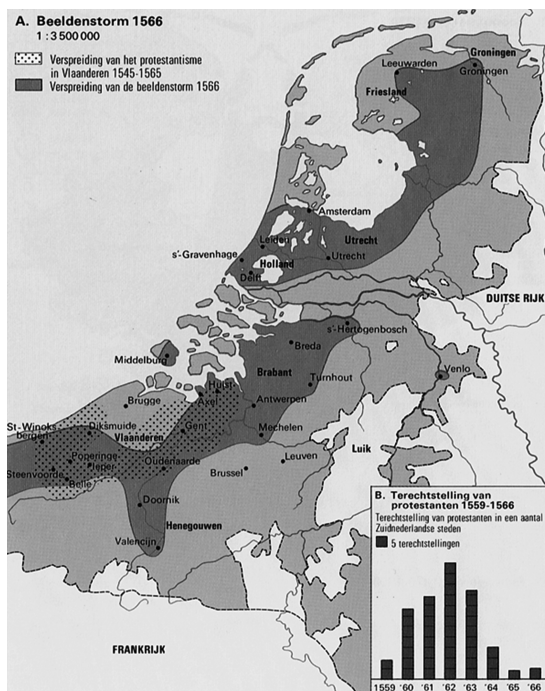 A. Beeldenstorm 1566
1 : 3 500 000
Verspreiding van het protestantisme
in Vlaanderen 1545-1565
Verspreiding van de beeldenstorm 1566
Groningen
Leeuwarden
Groningen
Friesland
Amsterdam
Leiden
Utrecht
s'-Gravenhage
Holland
Utrecht
Delft
DUITSE RIJK
s'-Hertogenbosch
Breda
Middelburg
Brabant
Venlo
Turnhout
Hulst
Axel
Brugge
Antwerpen
St-Winoks-
bergen
Diksmuide
Vlaanderen
Gent
Mechelen
Luik
Poperinge
Ieper
Oudenaarde
Leuven
Steenvoorde
Brussel
Belle
Doornik
Henegouwen
Valencijn
FRANKRIJK
B. Terechtstelling van
protestanten 1559-1566
Terechtstelling van protestanten in een aantal
Zuidnederlandse steden
5 terechtstellingen
1559 '60 '61 '62 '63 '64 '65 '66